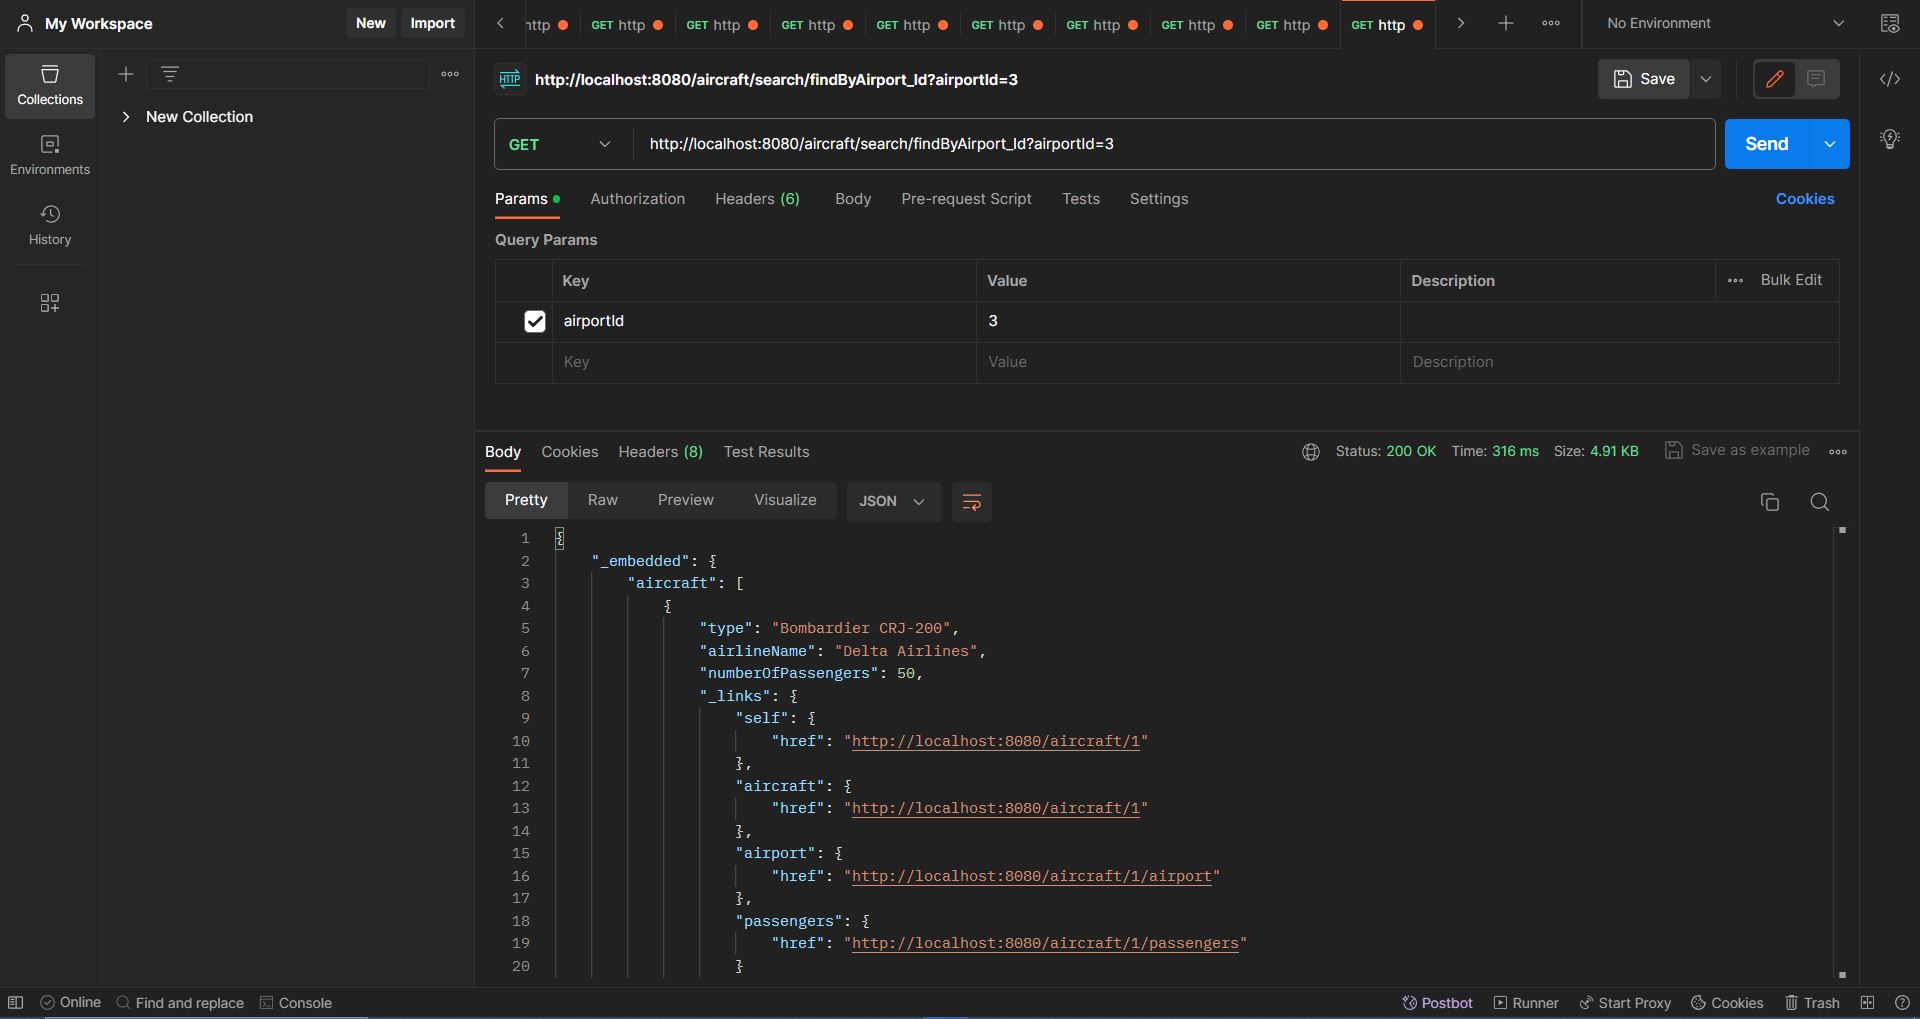 My Workspace
New
Import
http
GET http
GET http
GET http
GET http
GET http
GET http
GET http
GET http
GET http
No Environment
Collections
Environments
History
New Collection
HTTP
http://localhost:8080/aircraft/search/findByAirport_Id?airportId=3
Save
GET
http://localhost:8080/aircraft/search/findByAirport_Id?airportId=3
Send
Params
Authorization
Headers (6)
Body
Pre-request Script
Tests
Settings
Cookies
Query Params
Key
Value
Description
Bulk Edit
airportId
3
Key
Value
Description
Body
Cookies
Headers (8)
Test Results
Status: 200 OK
Time: 316 ms
Size: 4.91 KB
Save as example
Pretty
Raw
Preview
Visualize
JSON
1 {
2 "_embedded": {
3 "aircraft": [
4 {
5 "type": "Bombardier CRJ-200",
6 "airlineName": "Delta Airlines",
7 "numberOfPassengers": 50,
8 "_links": {
9 "self": {
10 "href": "http://localhost:8080/aircraft/1"
11 },
12 "aircraft": {
13 "href": "http://localhost:8080/aircraft/1"
14 },
15 "airport": {
16 "href": "http://localhost:8080/aircraft/1/airport"
17 },
18 "passengers": {
19 "href": "http://localhost:8080/aircraft/1/passengers"
20 }
Online
Find and replace
Console
Postbot
Runner
Start Proxy
Cookies
Trash